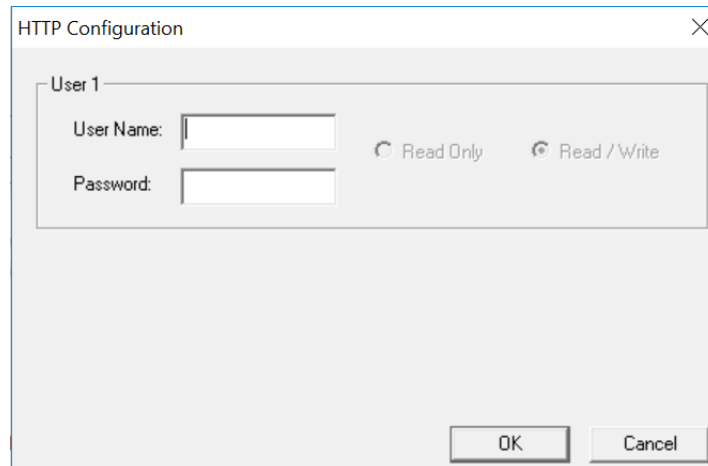 HTTP Configuration
User 1
User Name:
Read Only Read / Write
Password:
OK Cancel